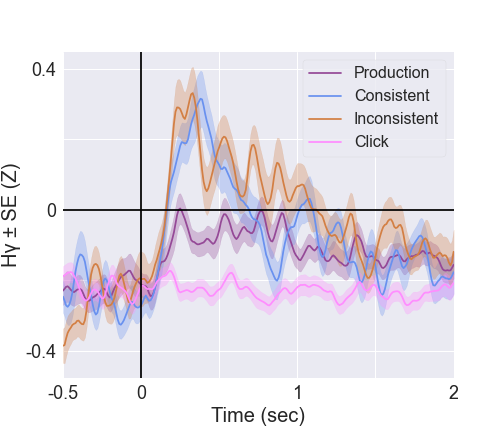 Production
Consistent
Inconsistent
Click
0.4
0
-0.4
Hγ ± SE (Z)
-0.5
0
1
2
Time (sec)